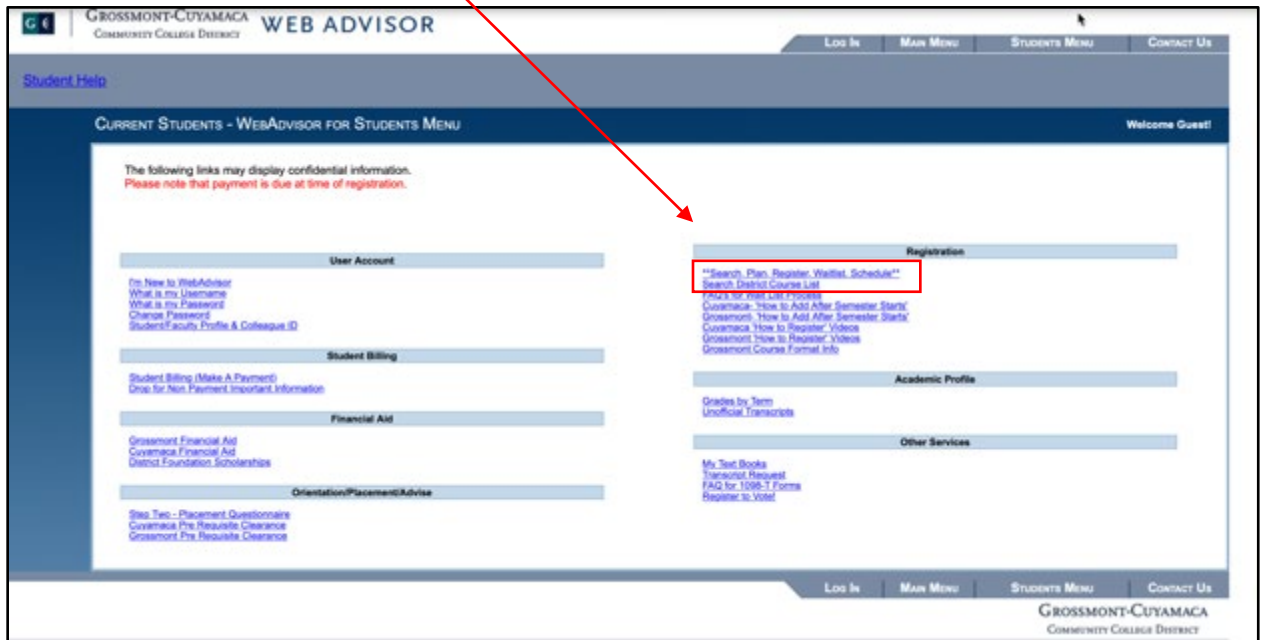 GC
GROSSMONT-CUYAMACA
COMMUNITY COLLEGE DISTRICT
WEB ADVISOR
LOG IN MAIN MENU STUDENTS MENU CONTACT US
Student Help
CURRENT STUDENTS - WEBADVISOR FOR STUDENTS MENU
Welcome Guest!
The following links may display confidential information.
Please note that payment is due at time of registration.
User Account
I'm New to WebAdvisor
What is my Username
What is my Password
Change Password
Student/Faculty Profile & Colleague ID
Student Billing
Student Billing (Make A Payment)
Drop for Non Payment Important Information
Financial Aid
Grossmont Financial Aid
Cuyamaca Financial Aid
District Foundation Scholarships
Orientation/Placement/Advise
Step Two - Placement Questionnaire
Cuyamaca Pre Requisite Clearance
Grossmont Pre Requisite Clearance
Registration
**Search, Plan, Register, Waitlist, Schedule**
Search District Course List
FAQ's for Wait List Process
Cuyamaca- 'How to Add After Semester Starts'
Grossmont- 'How to Add After Semester Starts'
Cuyamaca 'How to Register' Videos
Grossmont 'How to Register' Videos
Grossmont Course Format Info
Academic Profile
Grades by Term
Unofficial Transcripts
Other Services
My Text Books
Transcript Request
FAQ for 1098-T Forms
Register to Vote!
LOG IN MAIN MENU STUDENTS MENU CONTACT US
GROSSMONT-CUYAMACA
COMMUNITY COLLEGE DISTRICT